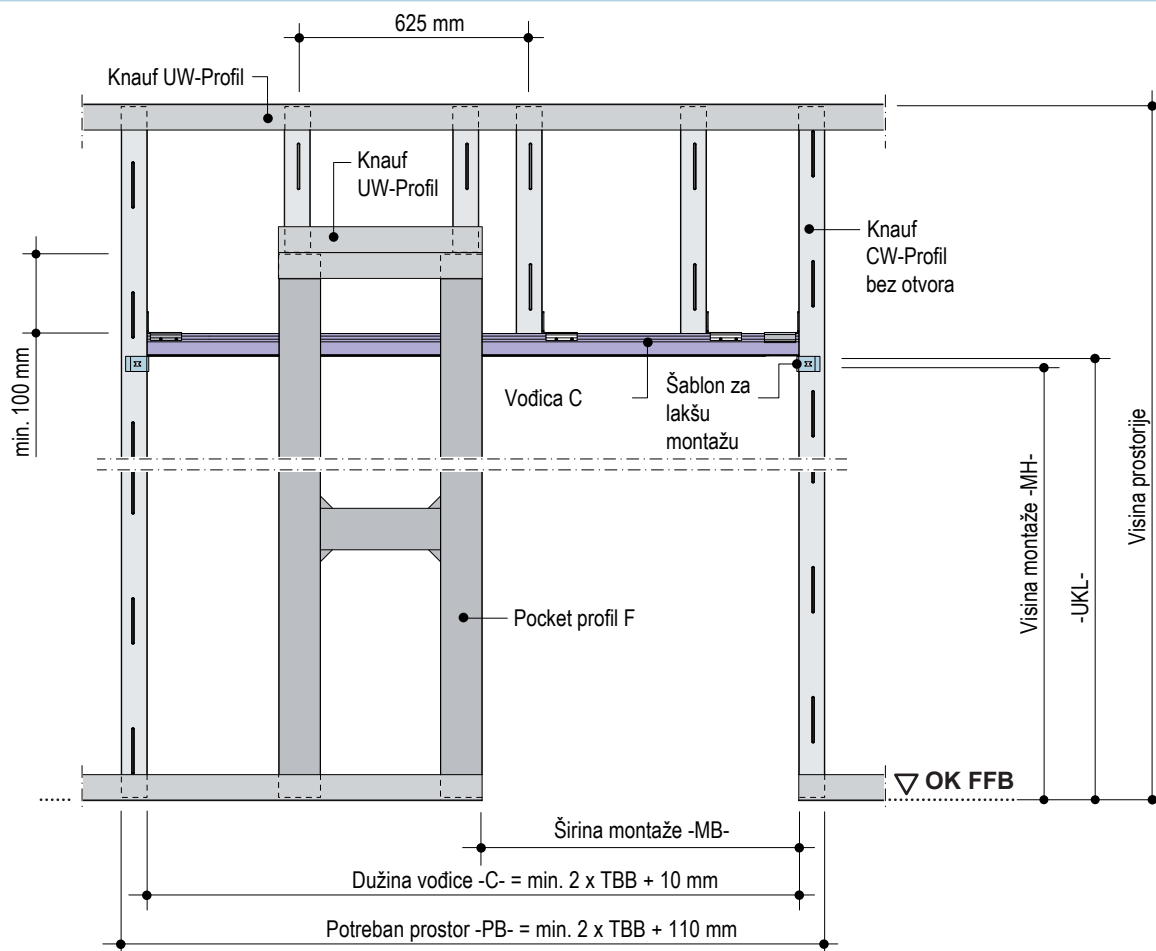 625 mm
Knauf UW-Profil
Knauf
UW-Profil
Knauf
CW-Profil
bez otvora
min. 100 mm
Vođica C
Šablon za
lakšu
montažu
Visina montaže -MH-
-UKL-
Visina prostorije
Pocket profil F
OK FFB
Širina montaže -MB-
Dužina vođice -C- = min. 2 x TBB + 10 mm
Potreban prostor -PB- = min. 2 x TBB + 110 mm